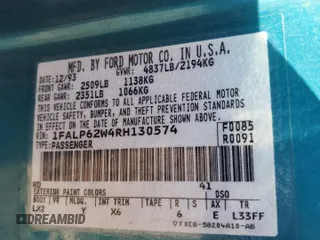 MFD. BY FORD MOTOR CO. IN U.S.A.
12/93 GVWR: 4837LB/2194KG
FRONT GAWR: 2509LB 1138KG
REAR GAWR: 2351LB 1066KG
THIS VEHICLE CONFORMS TO ALL APPLICABLE FEDERAL MOTOR
VEHICLE SAFETY, BUMPER, AND THEFT PREVENTION STANDARDS
IN EFFECT ON THE DATE OF MANUFACTURE SHOWN ABOVE.
VIN: 1FALP62W4RH130574 F0085
TYPE: PASSENGER R0091
RD 41
EXTERIOR PAINT COLORS DSO
BODY VR MLDG INT TRIM TAPE R S AX TR
LX2 Y X6 6 E L33FF
DREAMBID